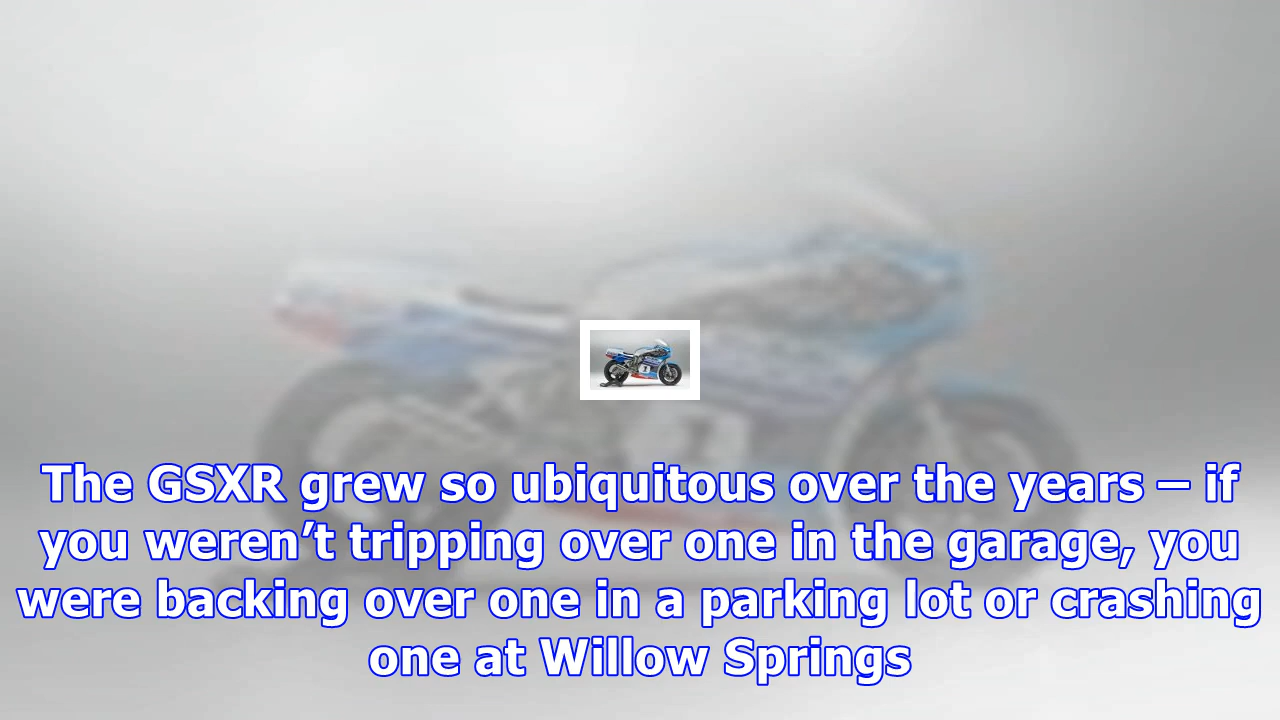 The GSXR grew so ubiquitous over the years – if
you weren’t tripping over one in the garage, you
were backing over one in a parking lot or crashing
one at Willow Springs